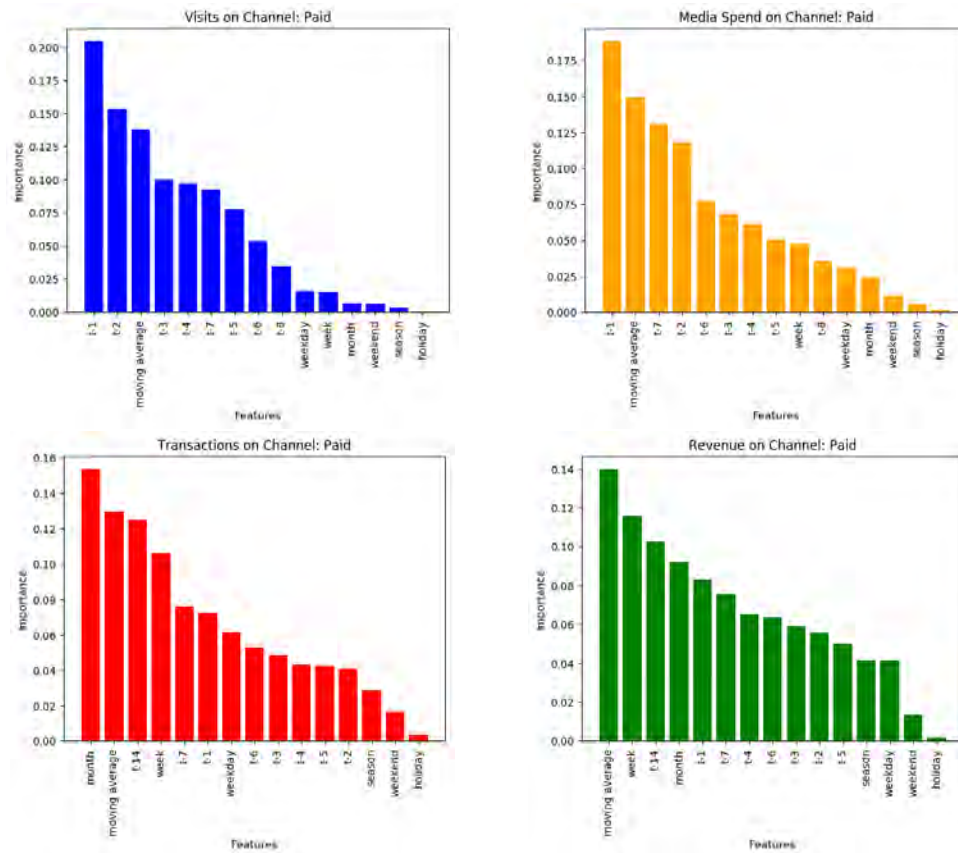 Visits on Channel: Paid
0.200
0.175
0.150
0.125
0.100
0.075
0.050
0.025
0.000
Importance
t-1
t-2
moving average
t-3
t-4
t-7
t-5
t-6
t-8
weekday
week
month
weekend
season
holiday
Features
Media Spend on Channel: Paid
0.175
0.150
0.125
0.100
0.075
0.050
0.025
0.000
Importance
t-1
moving average
t-7
t-2
t-6
t-3
t-4
t-5
week
t-8
weekday
month
weekend
season
holiday
Features
Transactions on Channel: Paid
0.16
0.14
0.12
0.10
0.08
0.06
0.04
0.02
0.00
Importance
month
moving average
t-14
week
t-7
t-1
weekday
t-6
t-3
t-4
t-5
t-2
season
weekend
holiday
Features
Revenue on Channel: Paid
0.14
0.12
0.10
0.08
0.06
0.04
0.02
0.00
Importance
moving average
week
t-14
month
t-1
t-7
t-4
t-6
t-3
t-2
t-5
season
weekday
weekend
holiday
Features